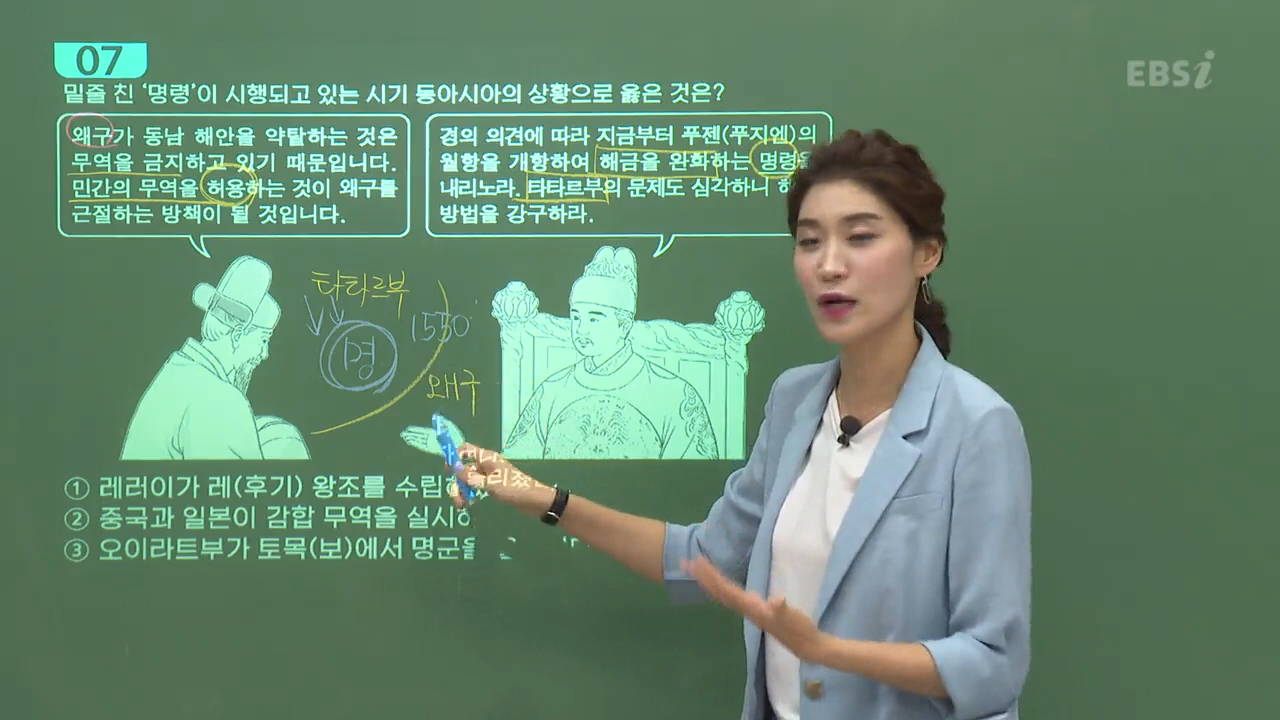 07
EBSi
밑줄 친 ‘명령’이 시행되고 있는 시기 동아시아의 상황으로 옳은 것은?
왜구가 동남 해안을 약탈하는 것은
무역을 금지하고 있기 때문입니다.
민간의 무역을 허용하는 것이 왜구를
근절하는 방책이 될 것입니다.
경의 의견에 따라 지금부터 푸젠(푸지엔)의
월항을 개항하여 해금을 완화하는 명령을
내리노라. 타타르부의 문제도 심각하니
방법을 강구하라.
타타르부
명
1550
왜구
① 레러이가 레(후기) 왕조를 수립
② 중국과 일본이 감합 무역을 실시하
③ 오이라트부가 토목(보)에서 명군을